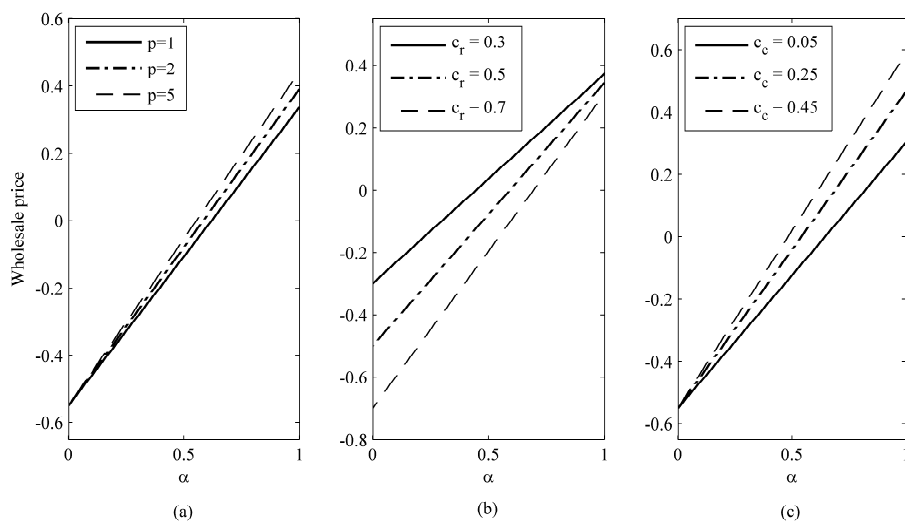 0.6
0.4
0.2
0
-0.2
-0.4
-0.6
Wholesale price
p=1
p=2
p=5
0 0.5 1
α
(a)
0.4
0.2
0
-0.2
-0.4
-0.6
-0.8
c_r = 0.3
c_r = 0.5
c_r − 0.7
0 0.5 1
α
(b)
0.6
0.4
0.2
0
-0.2
-0.4
-0.6
c_c = 0.05
c_c = 0.25
c_c − 0.45
0 0.5 1
α
(c)